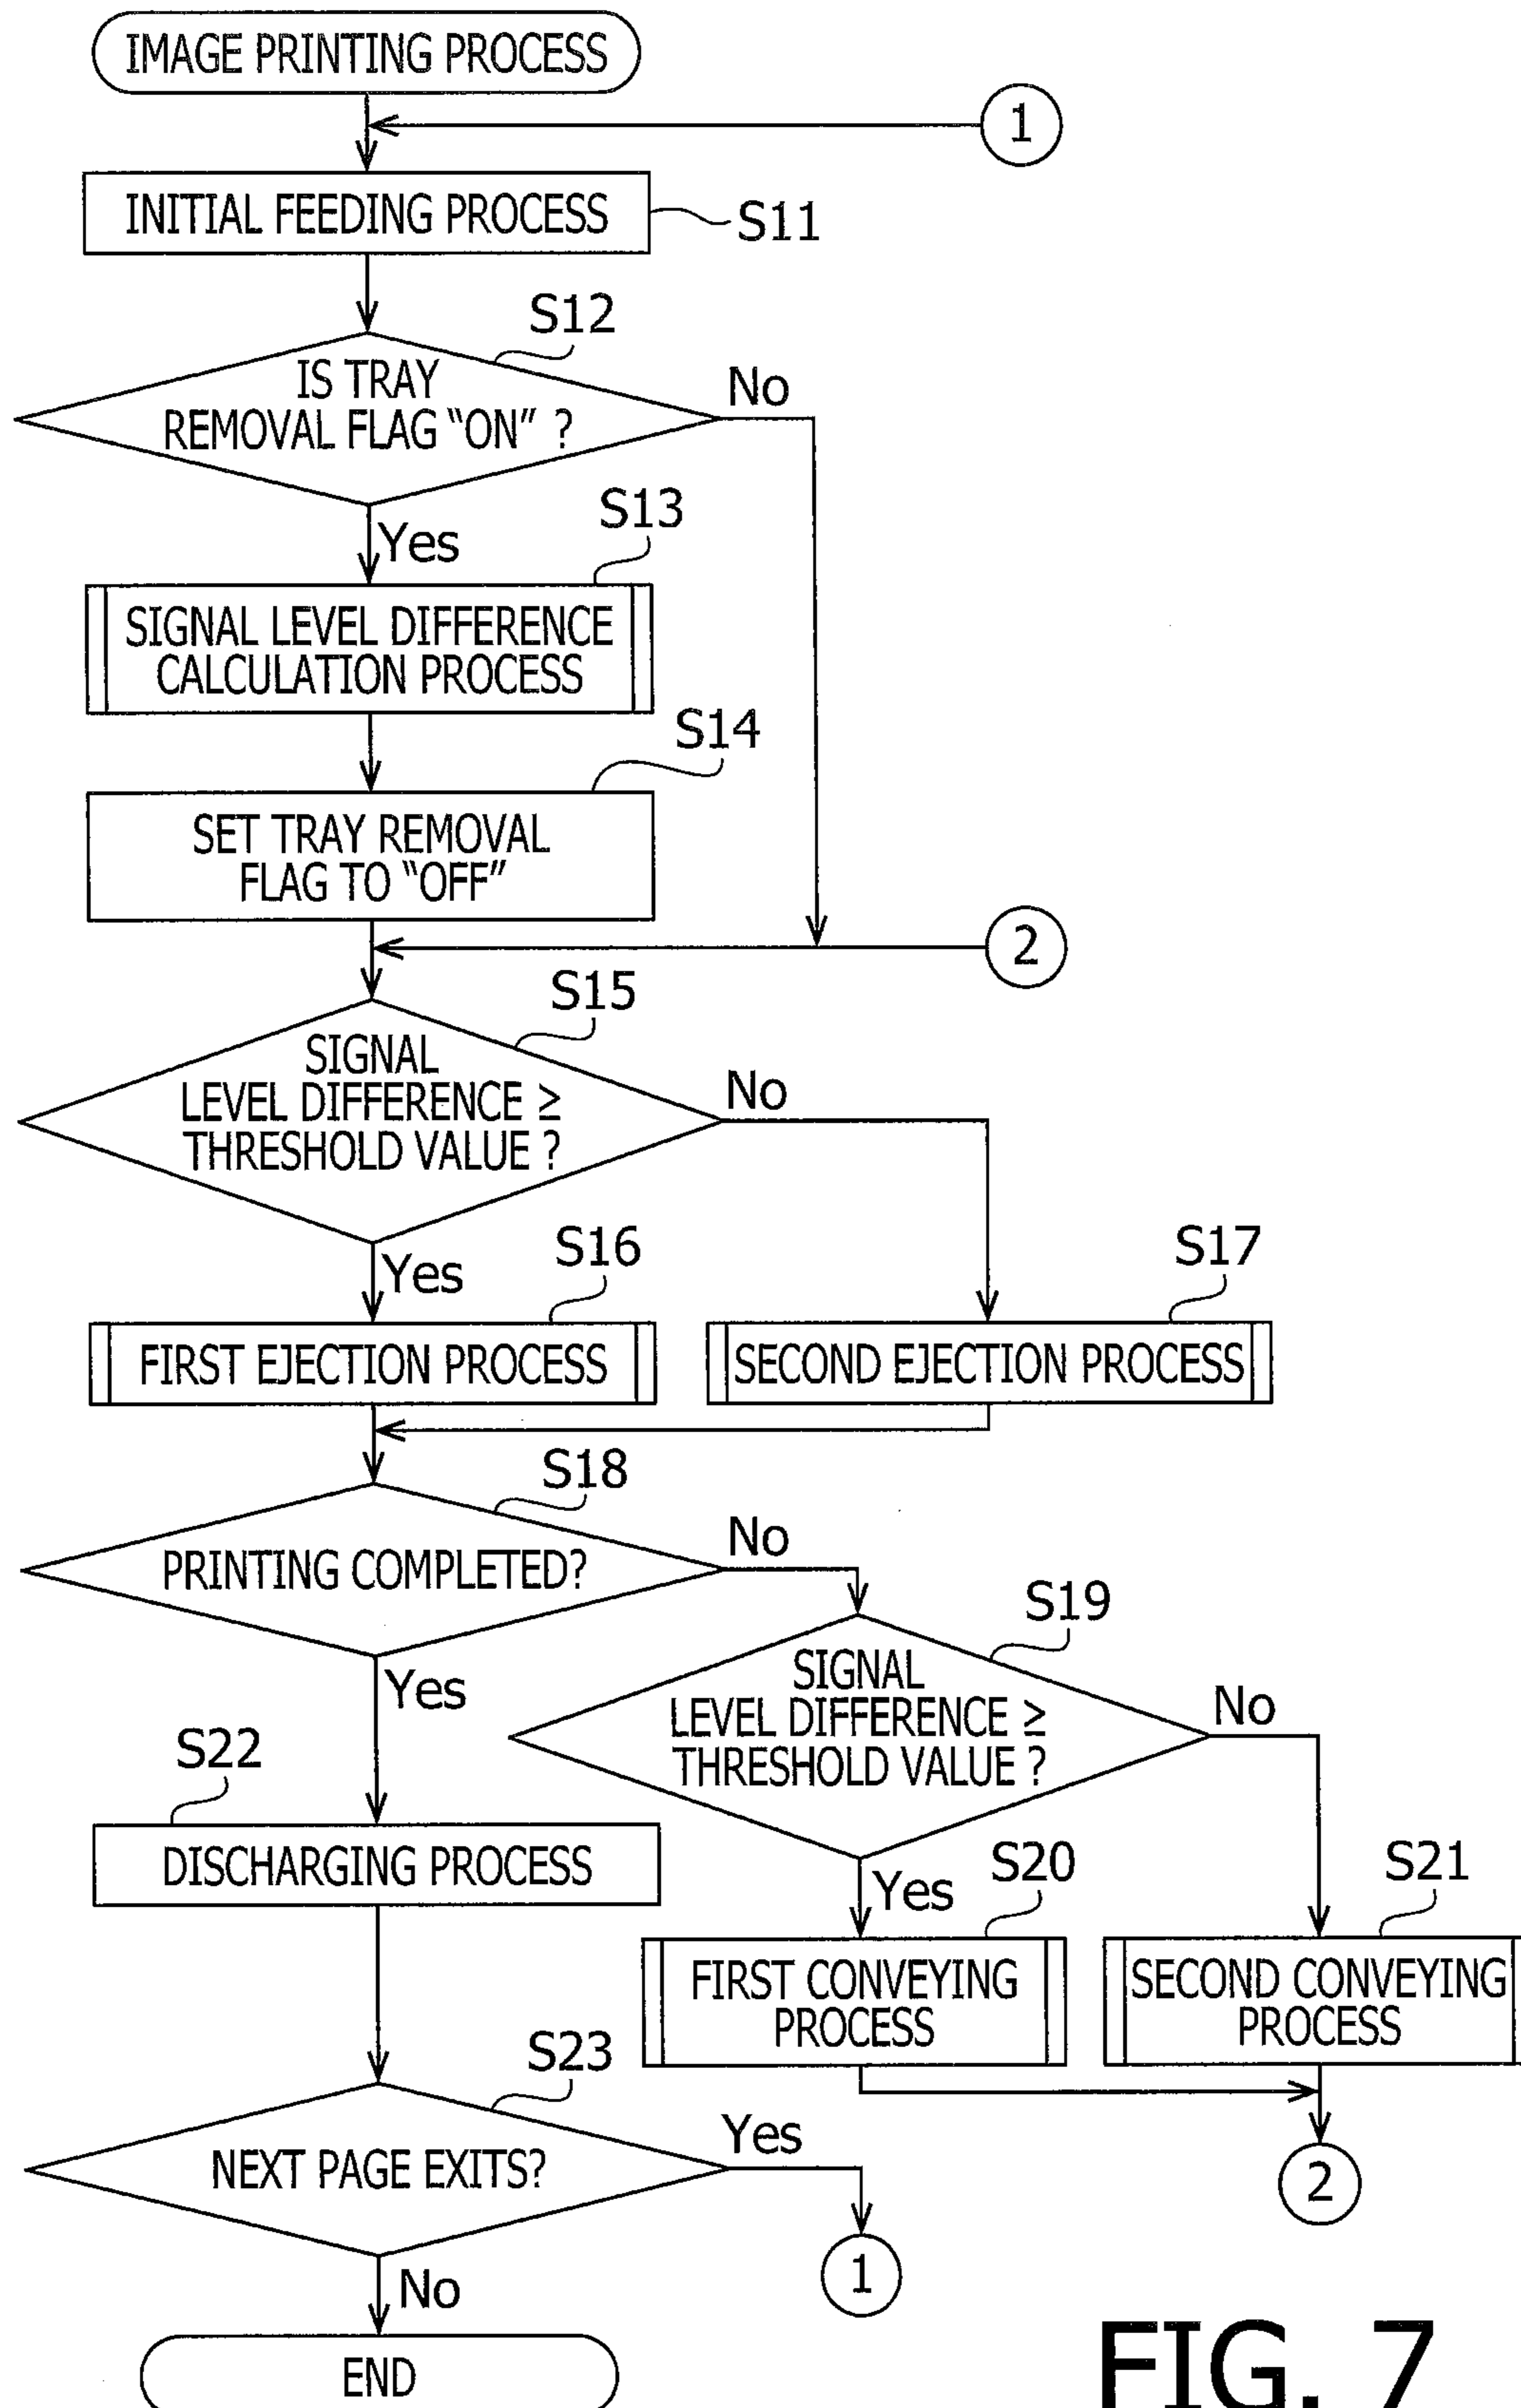 IMAGE PRINTING PROCESS
1
INITIAL FEEDING PROCESS
S11
S12
IS TRAY
REMOVAL FLAG “ON” ?
No
Yes
S13
SIGNAL LEVEL DIFFERENCE
CALCULATION PROCESS
S14
SET TRAY REMOVAL
FLAG TO “OFF”
2
S15
SIGNAL
LEVEL DIFFERENCE ≥
THRESHOLD VALUE ?
No
Yes
S16
S17
FIRST EJECTION PROCESS
SECOND EJECTION PROCESS
S18
PRINTING COMPLETED?
No
Yes
S19
SIGNAL
LEVEL DIFFERENCE ≥
THRESHOLD VALUE ?
No
Yes
S22
DISCHARGING PROCESS
S20
S21
FIRST CONVEYING
PROCESS
SECOND CONVEYING
PROCESS
S23
NEXT PAGE EXITS?
Yes
2
1
No
END
FIG. 7